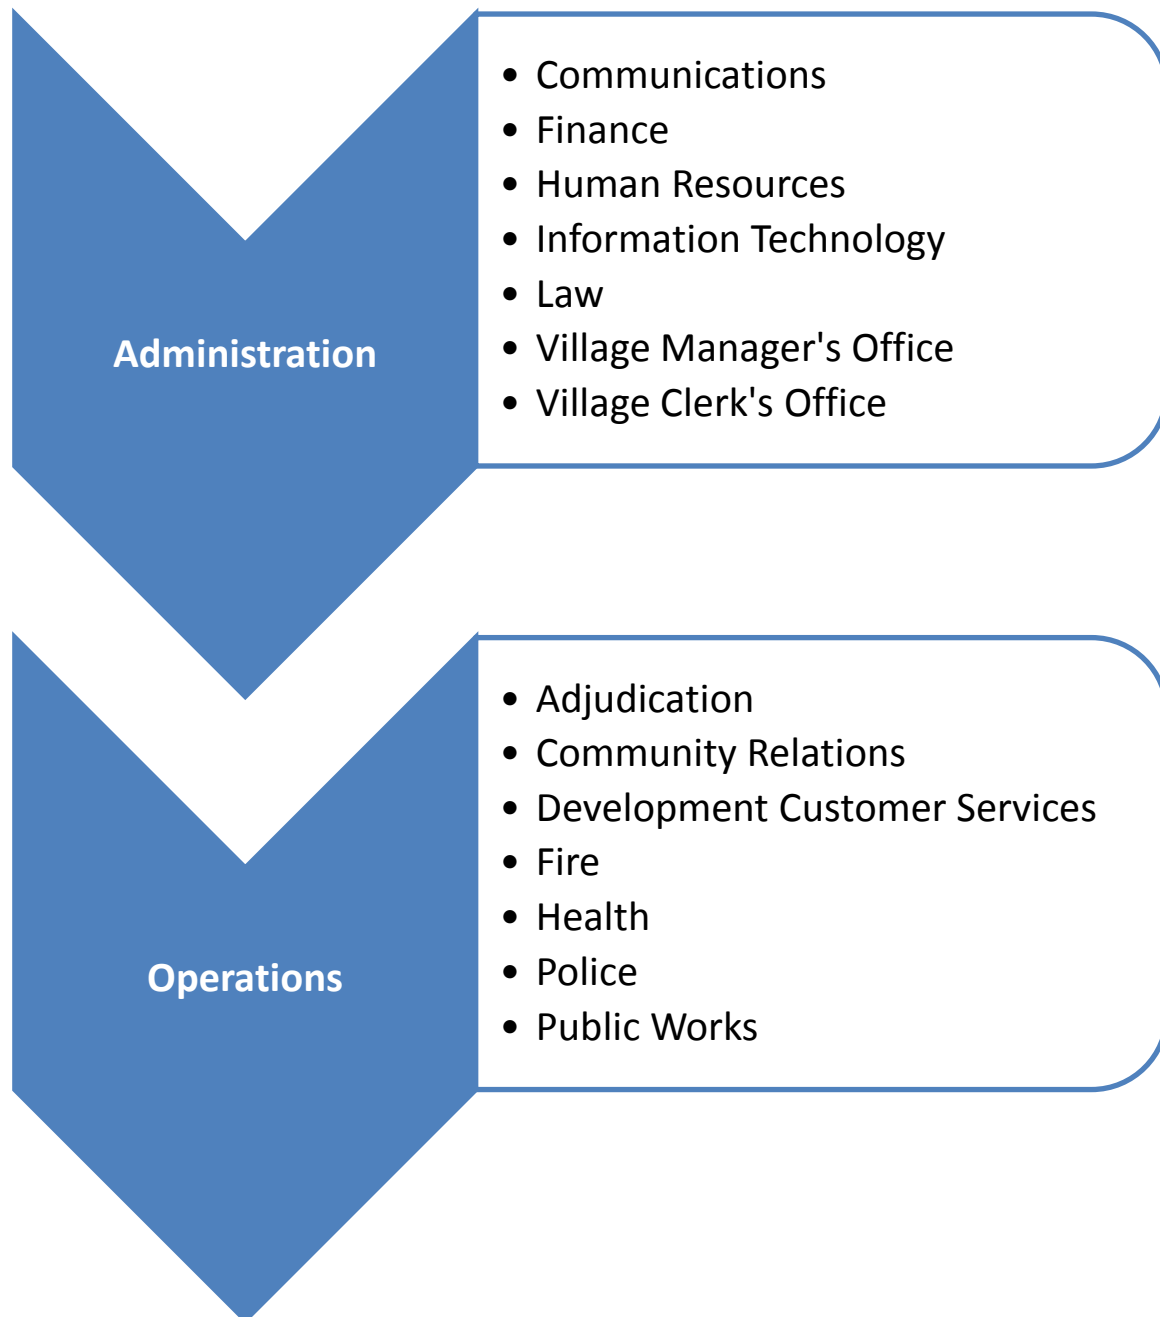 Administration
• Communications
• Finance
• Human Resources
• Information Technology
• Law
• Village Manager's Office
• Village Clerk's Office
Operations
• Adjudication
• Community Relations
• Development Customer Services
• Fire
• Health
• Police
• Public Works